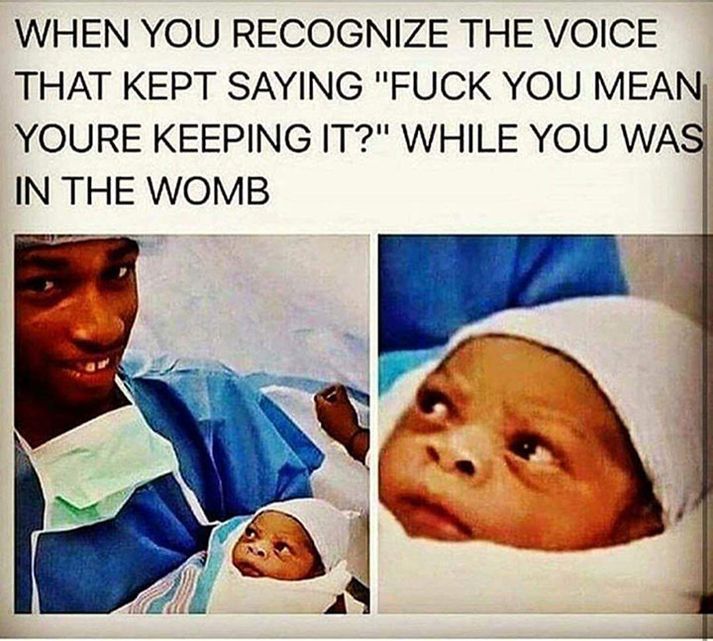 WHEN YOU RECOGNIZE THE VOICE
THAT KEPT SAYING "FUCK YOU MEAN
YOURE KEEPING IT?" WHILE YOU WAS
IN THE WOMB